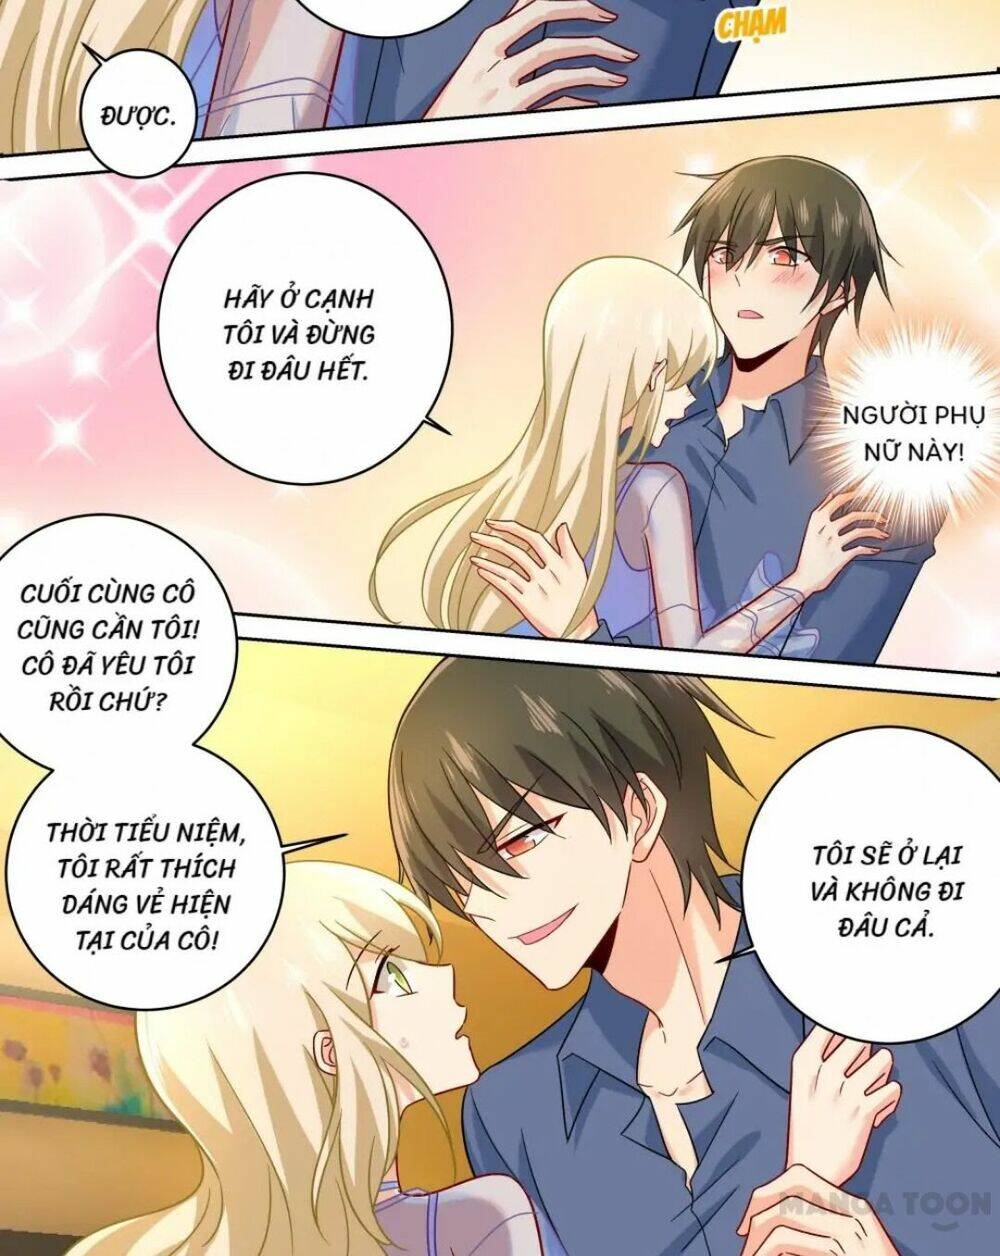 CHẠM
ĐƯỢC.
HÃY Ở CẠNH
TÔI VÀ ĐỪNG
ĐI ĐÂU HẾT.
NGƯỜI PHỤ
NỮ NÀY!
CUỐI CÙNG CÔ
CŨNG CẦN TÔI!
CÔ ĐÃ YÊU TÔI
RỒI CHỨ?
THỜI TIỂU NIỆM,
TÔI RẤT THÍCH
DÁNG VẺ HIỆN
TẠI CỦA CÔ!
TÔI SẼ Ở LẠI
VÀ KHÔNG ĐI
ĐÂU CẢ.
MANGA TOON